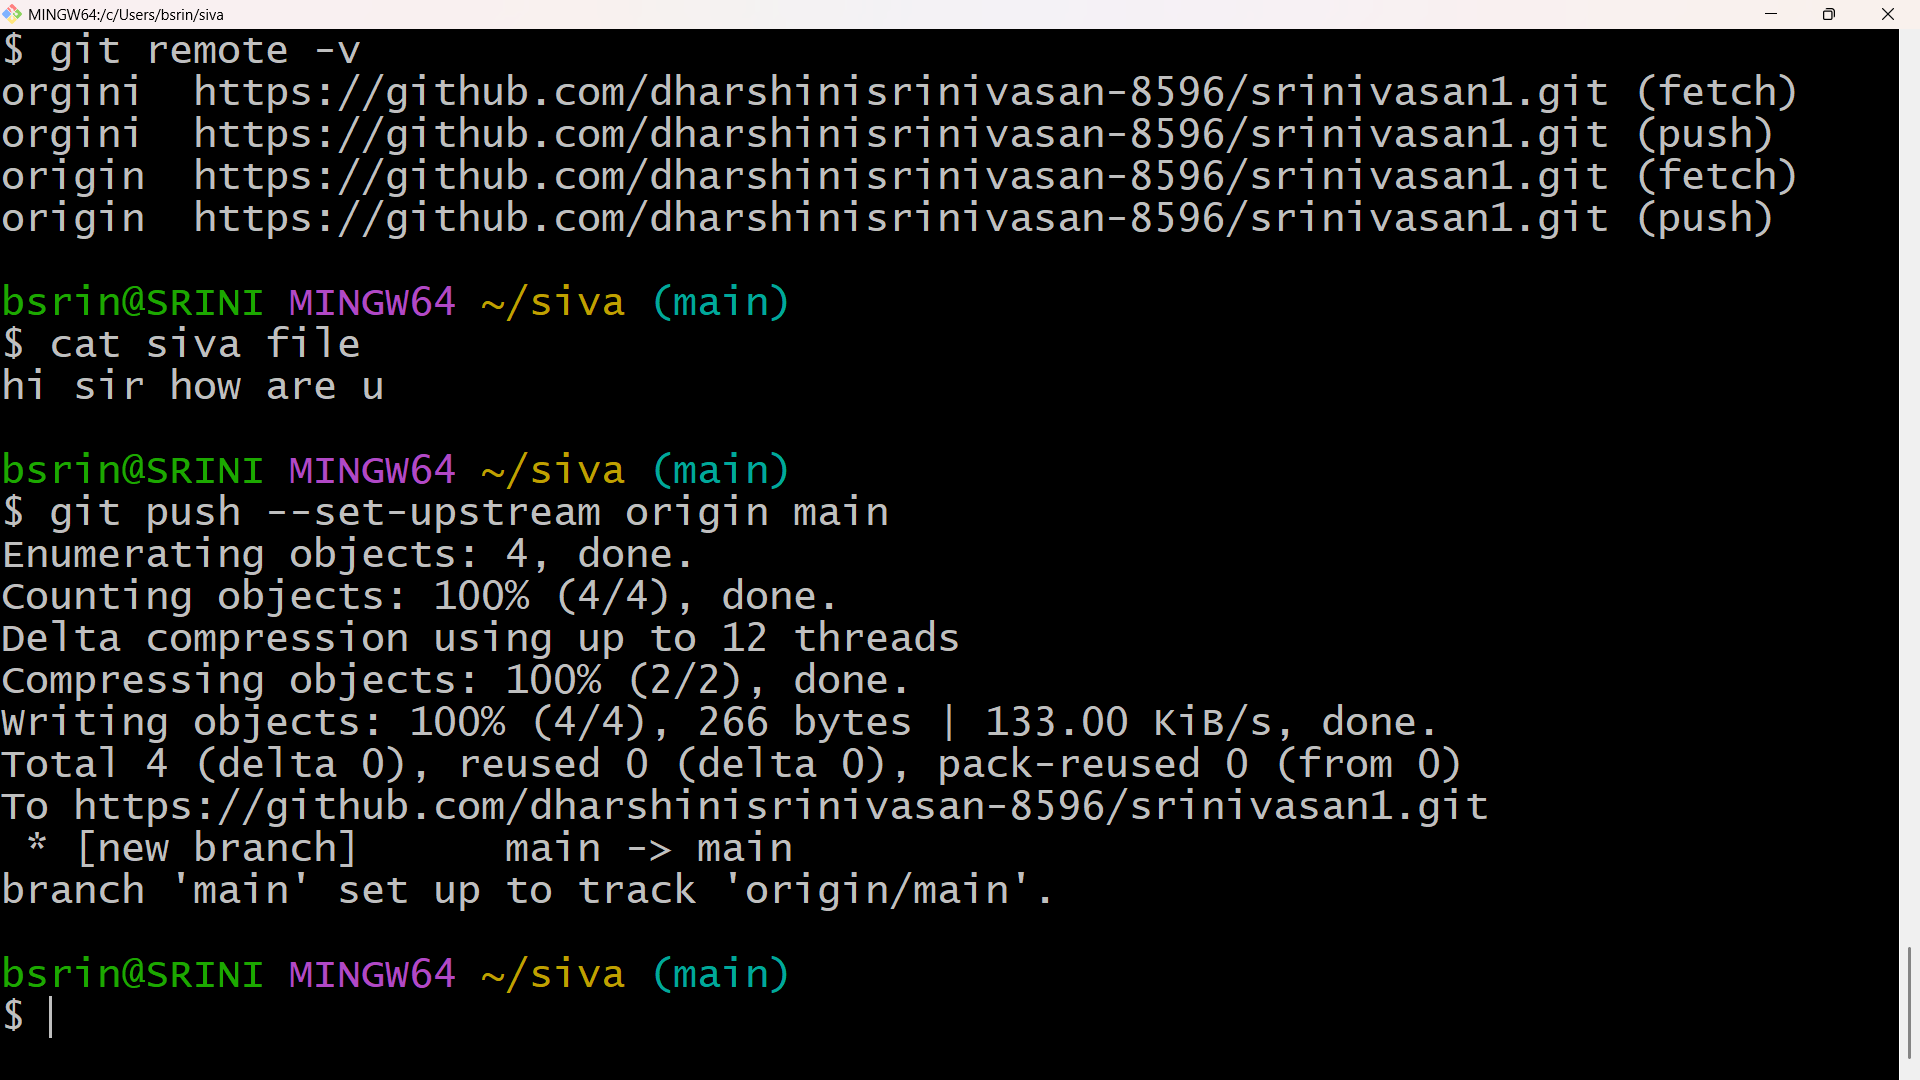 MINGW64:/c/Users/bsrin/siva
$ git remote -v
orgini  https://github.com/dharshinisrinivasan-8596/srinivasan1.git (fetch)
orgini  https://github.com/dharshinisrinivasan-8596/srinivasan1.git (push)
origin  https://github.com/dharshinisrinivasan-8596/srinivasan1.git (fetch)
origin  https://github.com/dharshinisrinivasan-8596/srinivasan1.git (push)
bsrin@SRINI MINGW64 ~/siva (main)
$ cat siva file
hi sir how are u
bsrin@SRINI MINGW64 ~/siva (main)
$ git push --set-upstream origin main
Enumerating objects: 4, done.
Counting objects: 100% (4/4), done.
Delta compression using up to 12 threads
Compressing objects: 100% (2/2), done.
Writing objects: 100% (4/4), 266 bytes | 133.00 KiB/s, done.
Total 4 (delta 0), reused 0 (delta 0), pack-reused 0 (from 0)
To https://github.com/dharshinisrinivasan-8596/srinivasan1.git
 * [new branch]      main -> main
branch 'main' set up to track 'origin/main'.
bsrin@SRINI MINGW64 ~/siva (main)
$